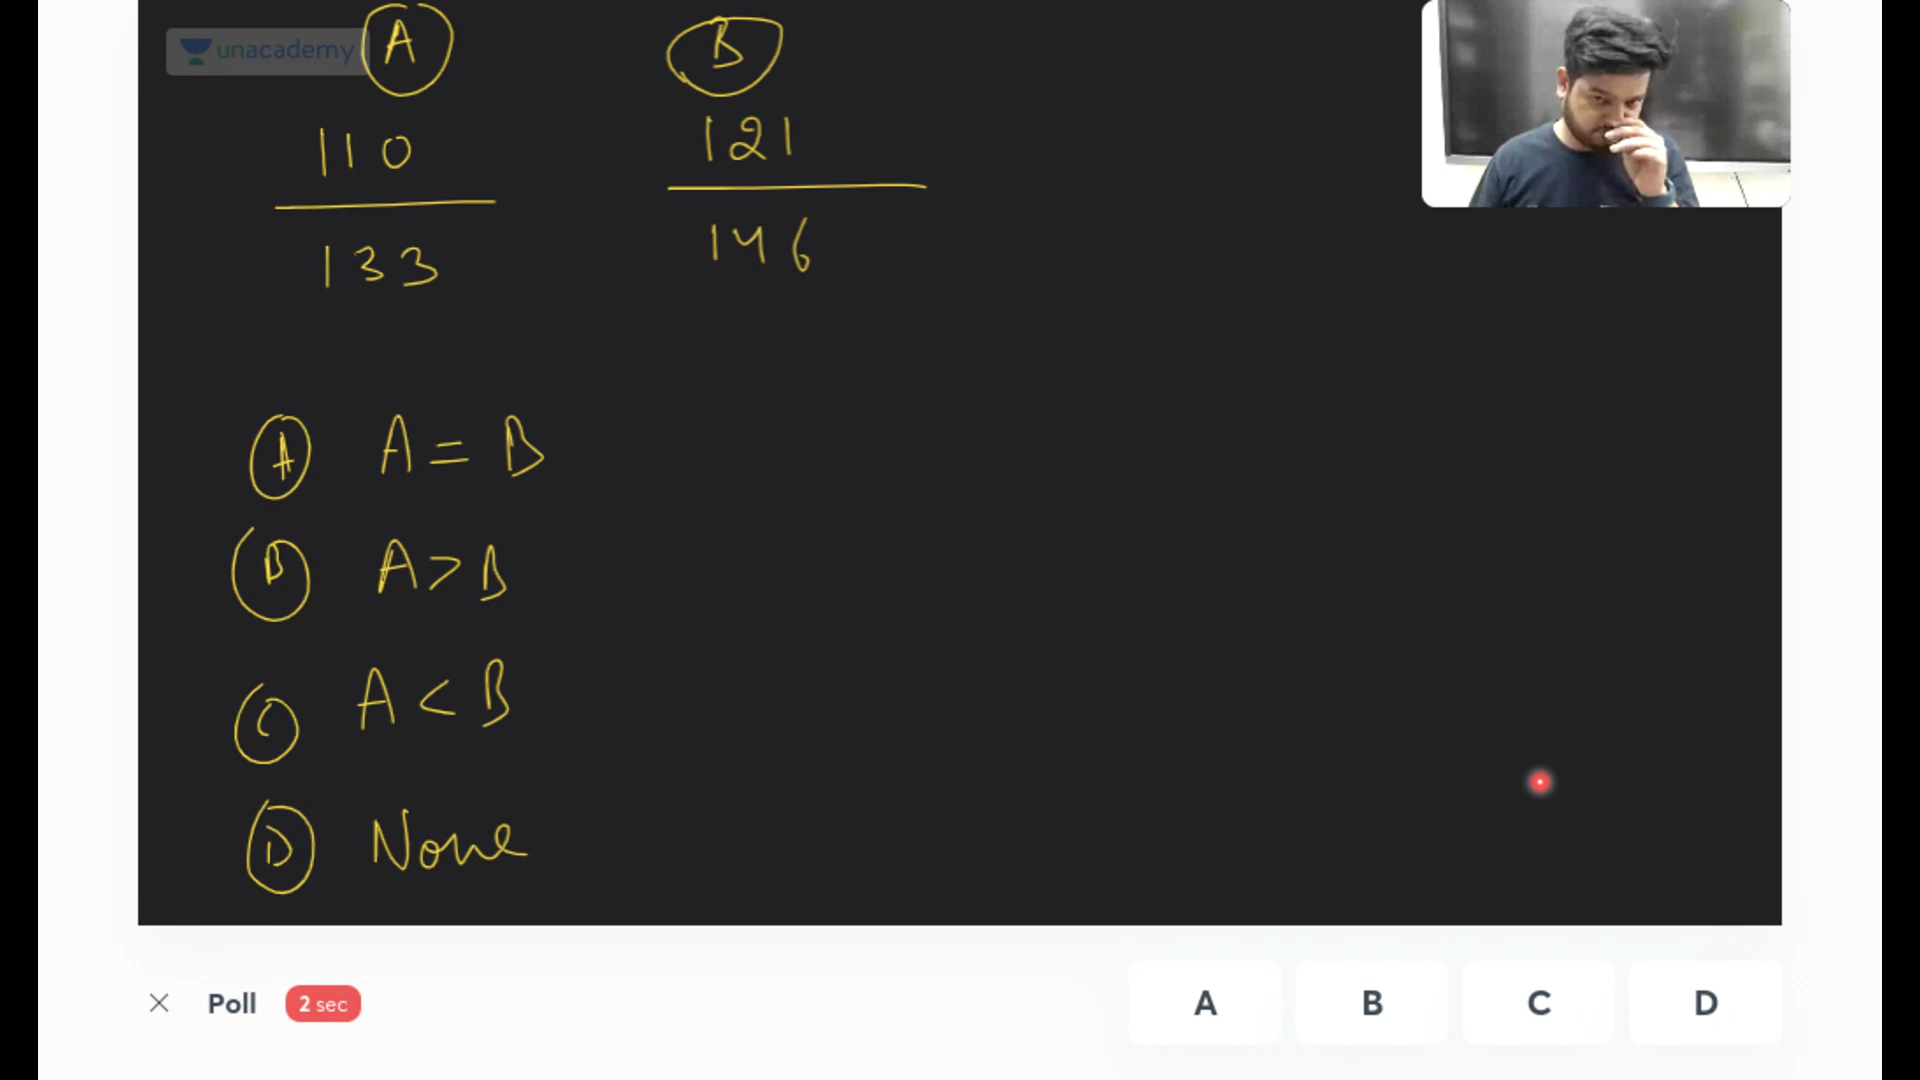 unacademy
A B
110 121
133 146
A A = B
B A > B
C A < B
D None
Poll 2 sec A B C D